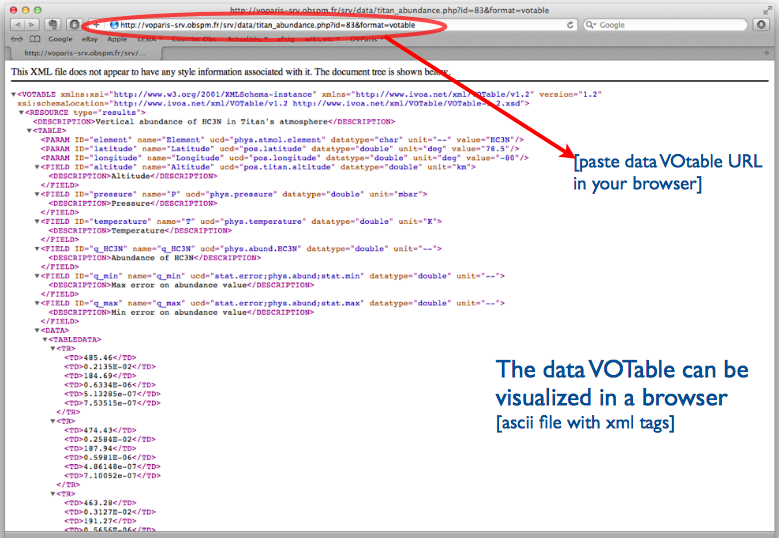 http://voparis-srv.obspm.fr/srv/data/titan_abundance.php?id=83&format=votable
http://voparis-srv.obspm.fr/srv/data/titan_abundance.php?id=83&format=votable
Google
Google eBay Apple LESIA Courrier Obs Actualités afstg wiki, etc OVParis
http://voparis-srv.obspm.fr/srv/...
This XML file does not appear to have any style information associated with it. The document tree is shown below.
▼<VOTABLE xmlns:xsi="http://www.w3.org/2001/XMLSchema-instance" xmlns="http://www.ivoa.net/xml/VOTable/v1.2" version="1.2"
xsi:schemaLocation="http://www.ivoa.net/xml/VOTable/v1.2 http://www.ivoa.net/xml/VOTable/VOTable-1.2.xsd">
▼<RESOURCE type="results">
<DESCRIPTION>Vertical abundance of HC3N in Titan's atmosphere</DESCRIPTION>
▼<TABLE>
<PARAM ID="element" name="Element" ucd="phys.atmol.element" datatype="char" unit="--" value="HC3N"/>
<PARAM ID="latitude" name="Latitude" ucd="pos.latitude" datatype="double" unit="deg" value="78.5"/>
<PARAM ID="longitude" name="Longitude" ucd="pos.longitude" datatype="double" unit="deg" value="-80"/>
▼<FIELD ID="altitude" name="Altitude" ucd="pos.titan.altitude" datatype="double" unit="km">
<DESCRIPTION>Altitude</DESCRIPTION>
</FIELD>
▼<FIELD ID="pressure" name="P" ucd="phys.pressure" datatype="double" unit="mbar">
<DESCRIPTION>Pressure</DESCRIPTION>
</FIELD>
▼<FIELD ID="temperature" name="T" ucd="phys.temperature" datatype="double" unit="K">
<DESCRIPTION>Temperature</DESCRIPTION>
</FIELD>
▼<FIELD ID="q_HC3N" name="q_HC3N" ucd="phys.abund.HC3N" datatype="double" unit="--">
<DESCRIPTION>Abundance of HC3N</DESCRIPTION>
</FIELD>
▼<FIELD ID="q_min" name="q_min" ucd="stat.error;phys.abund;stat.min" datatype="double" unit="--">
<DESCRIPTION>Max error on abundance value</DESCRIPTION>
</FIELD>
▼<FIELD ID="q_max" name="q_max" ucd="stat.error;phys.abund;stat.max" datatype="double" unit="--">
<DESCRIPTION>Min error on abundance value</DESCRIPTION>
</FIELD>
▼<DATA>
▼<TABLEDATA>
▼<TR>
<TD>485.46</TD>
<TD>0.2135E-02</TD>
<TD>184.69</TD>
<TD>0.6334E-06</TD>
<TD>5.13285e-07</TD>
<TD>7.53515e-07</TD>
</TR>
▼<TR>
<TD>474.43</TD>
<TD>0.2584E-02</TD>
<TD>187.94</TD>
<TD>0.5981E-06</TD>
<TD>4.86148e-07</TD>
<TD>7.10052e-07</TD>
</TR>
▼<TR>
<TD>463.28</TD>
<TD>0.3127E-02</TD>
<TD>191.27</TD>
<TD>0.5656E-06</TD>
[paste data VOtable URL
in your browser]
The data VOTable can be
visualized in a browser
[ascii file with xml tags]